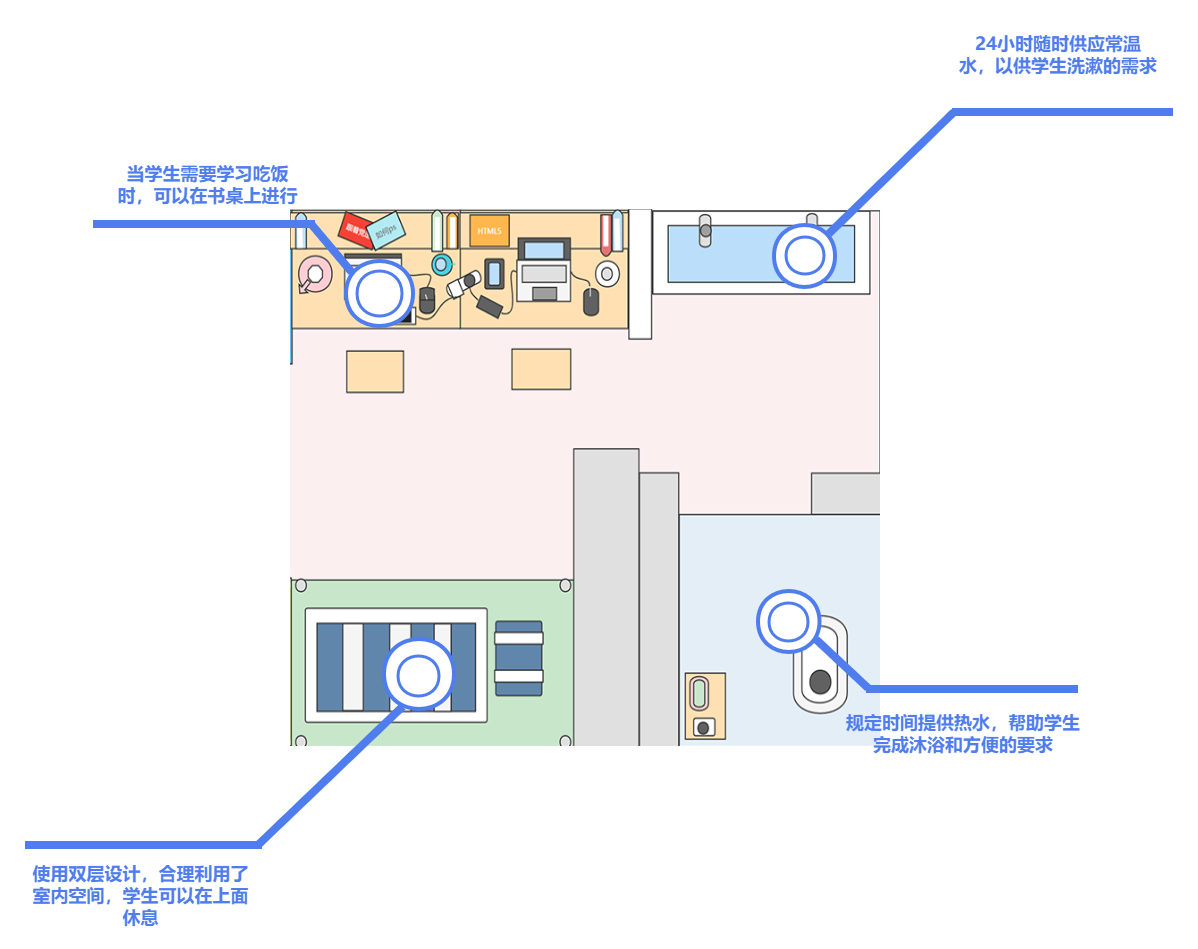 24小时随时供应常温
水，以供学生洗漱的需求
当学生需要学习吃饭
时，可以在书桌上进行
如何ps
HTML5
规定时间提供热水，帮助学生
完成沐浴和方便的要求
使用双层设计，合理利用了
室内空间，学生可以在上面
休息